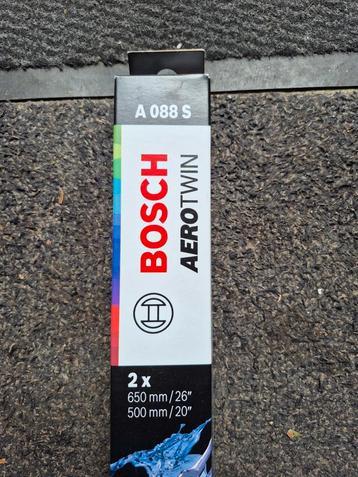 A 088 S
BOSCH
AEROTWIN
2 x
650 mm/26"
500 mm/20"